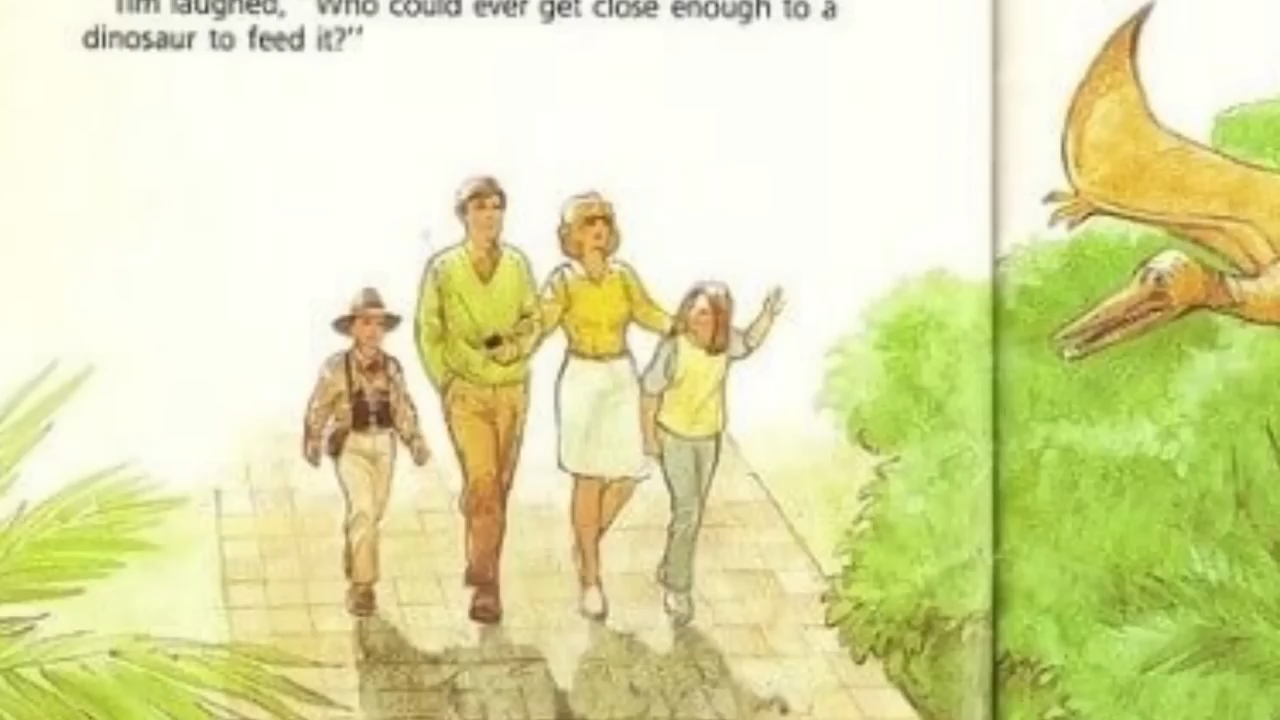 Tim laughed, "Who could ever get close enough to a
dinosaur to feed it?"